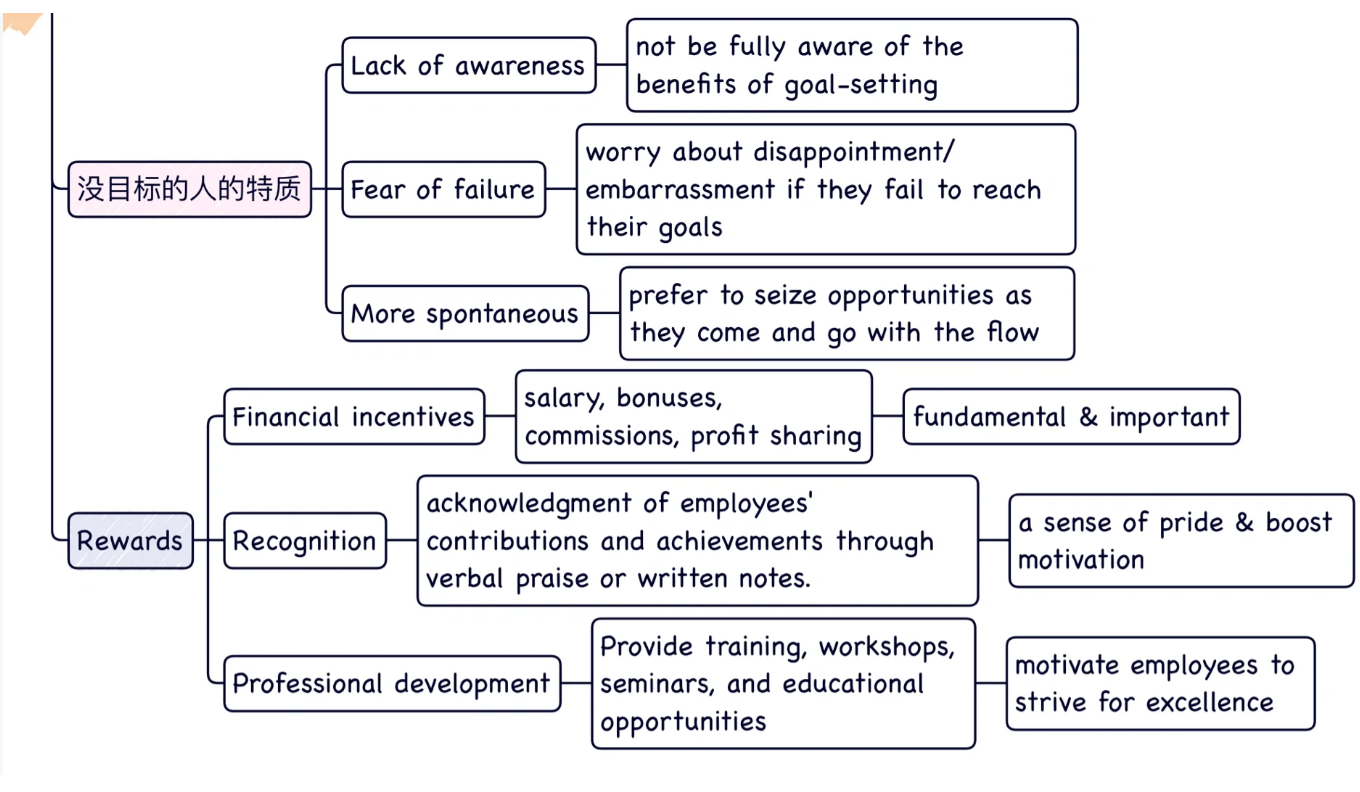 没目标的人的特质
Lack of awareness
not be fully aware of the
benefits of goal-setting
Fear of failure
worry about disappointment/
embarrassment if they fail to reach
their goals
More spontaneous
prefer to seize opportunities as
they come and go with the flow
Rewards
Financial incentives
salary, bonuses,
commissions, profit sharing
fundamental & important
Recognition
acknowledgment of employees'
contributions and achievements through
verbal praise or written notes.
a sense of pride & boost
motivation
Professional development
Provide training, workshops,
seminars, and educational
opportunities
motivate employees to
strive for excellence